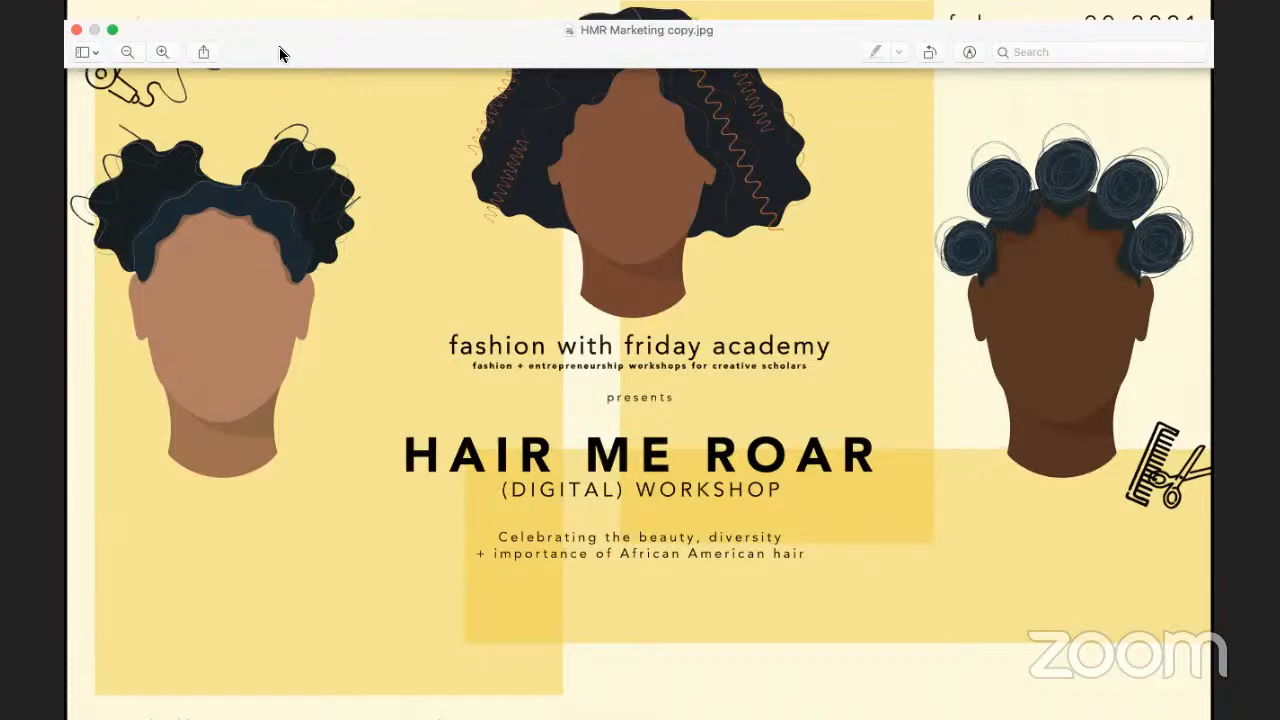 HMR Marketing copy.jpg
Search
fashion with friday academy
fashion + entrepreneurship workshops for creative scholars
presents
HAIR ME ROAR
(DIGITAL) WORKSHOP
Celebrating the beauty, diversity
+ importance of African American hair
zoom